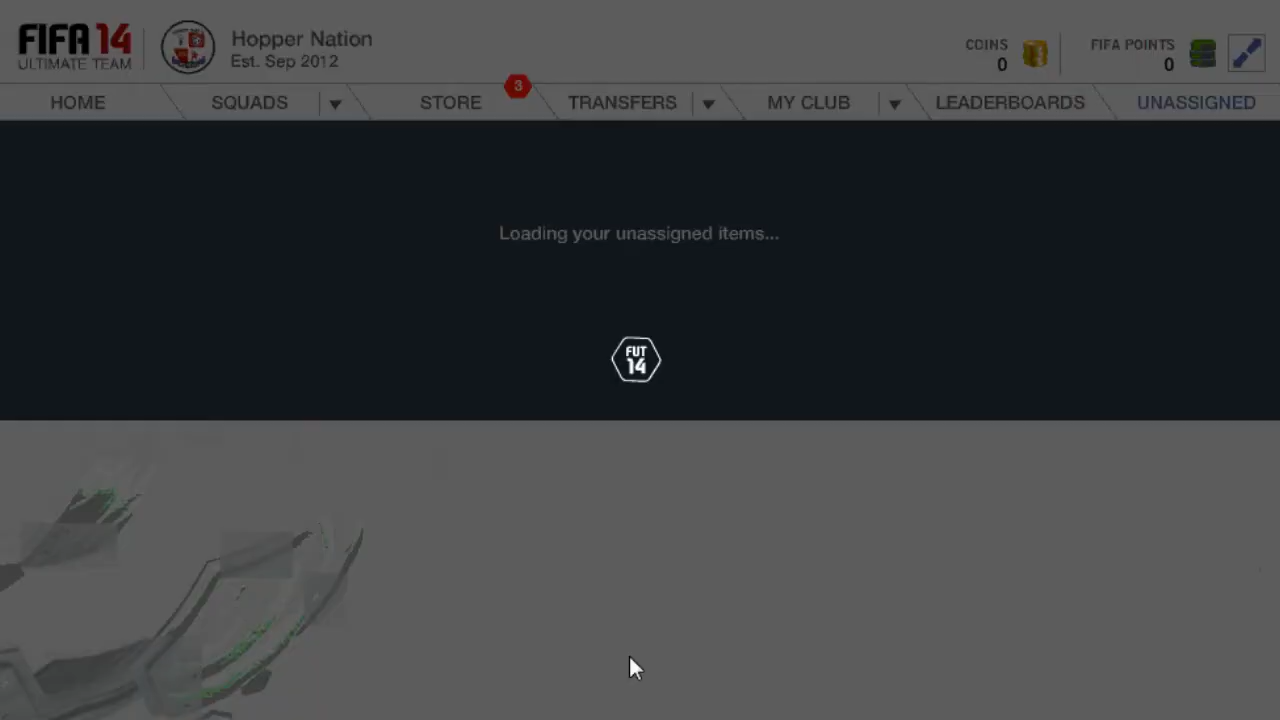 FIFA 14
ULTIMATE TEAM
Hopper Nation
Est. Sep 2012
COINS
0
FIFA POINTS
0
HOME
SQUADS
STORE
3
TRANSFERS
MY CLUB
LEADERBOARDS
UNASSIGNED
Loading your unassigned items...
FUT
14